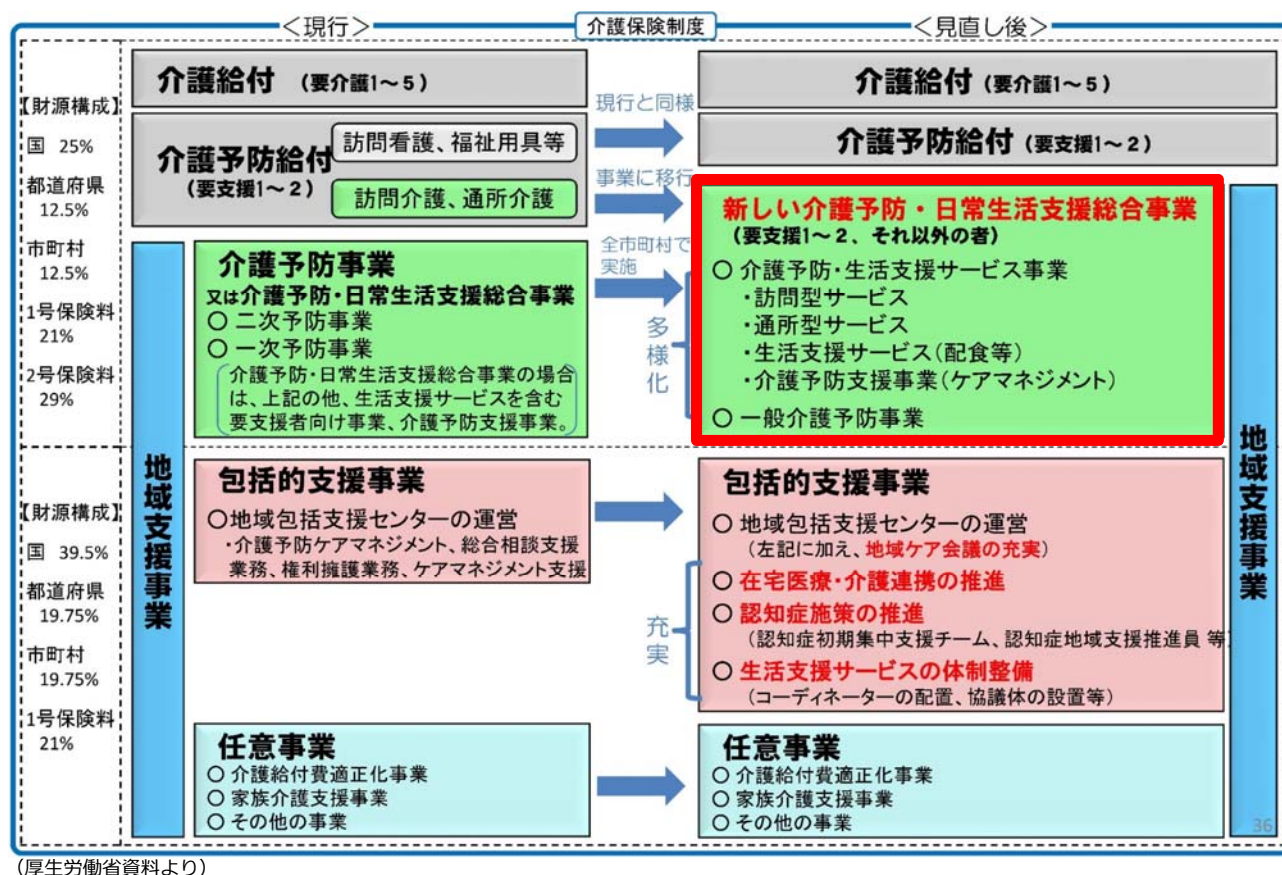 ＜現行＞
介護保険制度
＜見直し後＞
【財源構成】
国 25%
都道府県
12.5%
市町村
12.5%
1号保険料
21%
2号保険料
29%
【財源構成】
国 39.5%
都道府県
19.75%
市町村
19.75%
1号保険料
21%
介護給付 （要介護1～5）
介護予防給付
（要支援1～2）
訪問看護、福祉用具等
訪問介護、通所介護
地域支援事業
介護予防事業
又は介護予防・日常生活支援総合事業
○ 二次予防事業
○ 一次予防事業
介護予防・日常生活支援総合事業の場合
は、上記の他、生活支援サービスを含む
要支援者向け事業、介護予防支援事業。
包括的支援事業
○地域包括支援センターの運営
・介護予防ケアマネジメント、総合相談支援
業務、権利擁護業務、ケアマネジメント支援
任意事業
○ 介護給付費適正化事業
○ 家族介護支援事業
○ その他の事業
現行と同様
事業に移行
全市町村で
実施
多様化
充実
介護給付 （要介護1～5）
介護予防給付 （要支援1～2）
新しい介護予防・日常生活支援総合事業
（要支援1～2、それ以外の者）
○ 介護予防・生活支援サービス事業
・訪問型サービス
・通所型サービス
・生活支援サービス（配食等）
・介護予防支援事業（ケアマネジメント）
○ 一般介護予防事業
包括的支援事業
○ 地域包括支援センターの運営
（左記に加え、地域ケア会議の充実）
○ 在宅医療・介護連携の推進
○ 認知症施策の推進
（認知症初期集中支援チーム、認知症地域支援推進員 等）
○ 生活支援サービスの体制整備
（コーディネーターの配置、協議体の設置等）
任意事業
○ 介護給付費適正化事業
○ 家族介護支援事業
○ その他の事業
地域支援事業
36
（厚生労働省資料より）